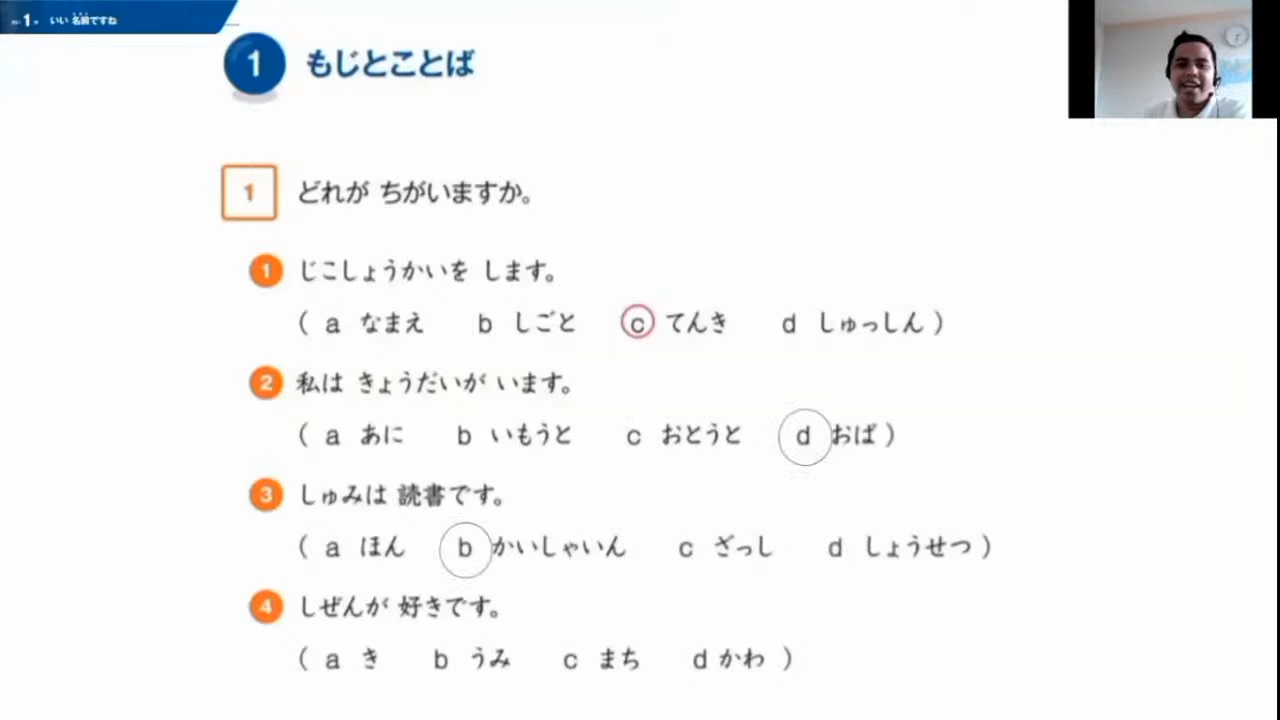 第1課 いい 名前ですね
1 もじとことば
1 どれが ちがいますか。
1 じこしょうかいを します。
( a なまえ b しごと c てんき d しゅっしん )
2 私は きょうだいが います。
( a あに b いもうと c おとうと d おば )
3 しゅみは 読書です。
( a ほん b かいしゃいん c ざっし d しょうせつ )
4 しぜんが 好きです。
( a き b うみ c まち d かわ )